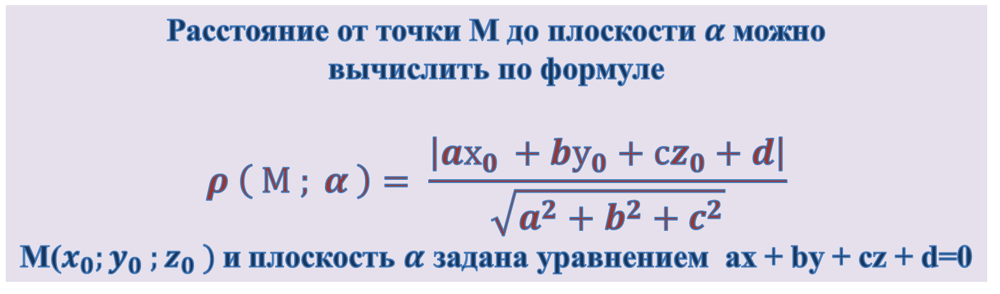 Расстояние от точки М до плоскости α можно
вычислить по формуле
ρ ( М ; α ) = |ax₀ + by₀ + cz₀ + d| / √(a² + b² + c²)
М(x₀; y₀ ; z₀ ) и плоскость α задана уравнением ax + by + cz + d=0